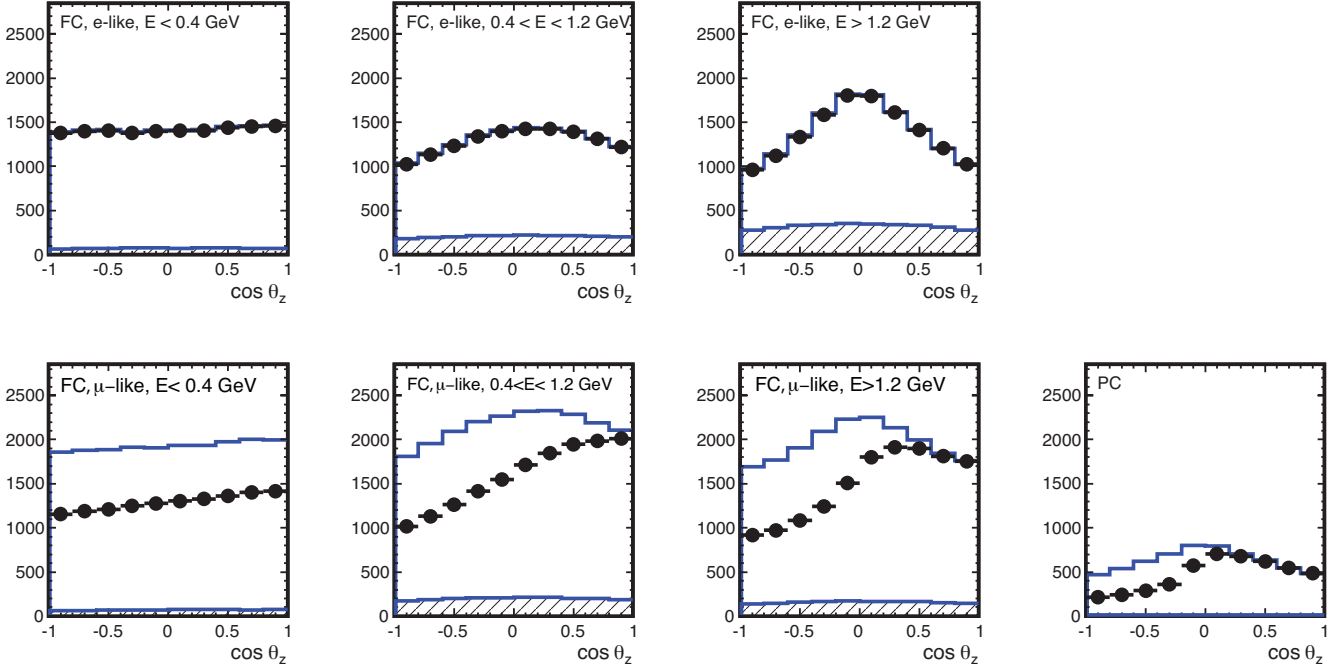 FC, e-like, E < 0.4 GeV
2500
2000
1500
1000
500
0
-1 -0.5 0 0.5 1
cos θz
FC, e-like, 0.4 < E < 1.2 GeV
2500
2000
1500
1000
500
0
-1 -0.5 0 0.5 1
cos θz
FC, e-like, E > 1.2 GeV
2500
2000
1500
1000
500
0
-1 -0.5 0 0.5 1
cos θz
FC, μ−like, E< 0.4 GeV
2500
2000
1500
1000
500
0
-1 -0.5 0 0.5 1
cos θz
FC, μ−like, 0.4<E< 1.2 GeV
2500
2000
1500
1000
500
0
-1 -0.5 0 0.5 1
cos θz
FC, μ−like, E>1.2 GeV
2500
2000
1500
1000
500
0
-1 -0.5 0 0.5 1
cos θz
PC
2500
2000
1500
1000
500
0
-1 -0.5 0 0.5 1
cos θz